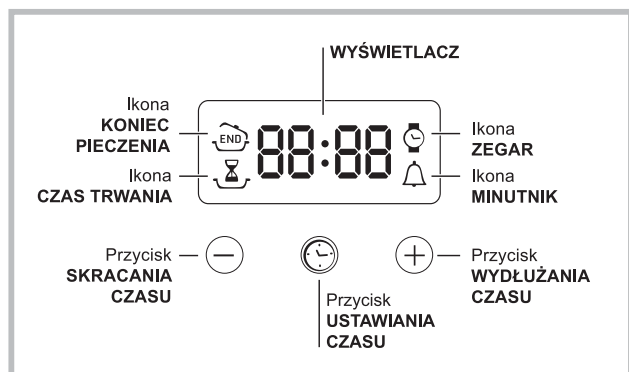 WYŚWIETLACZ
Ikona
KONIEC
PIECZENIA
Ikona
CZAS TRWANIA
END
88:88
Ikona
ZEGAR
Ikona
MINUTNIK
Przycisk
SKRACANIA
CZASU
Przycisk
USTAWIANIA
CZASU
Przycisk
WYDŁUŻANIA
CZASU